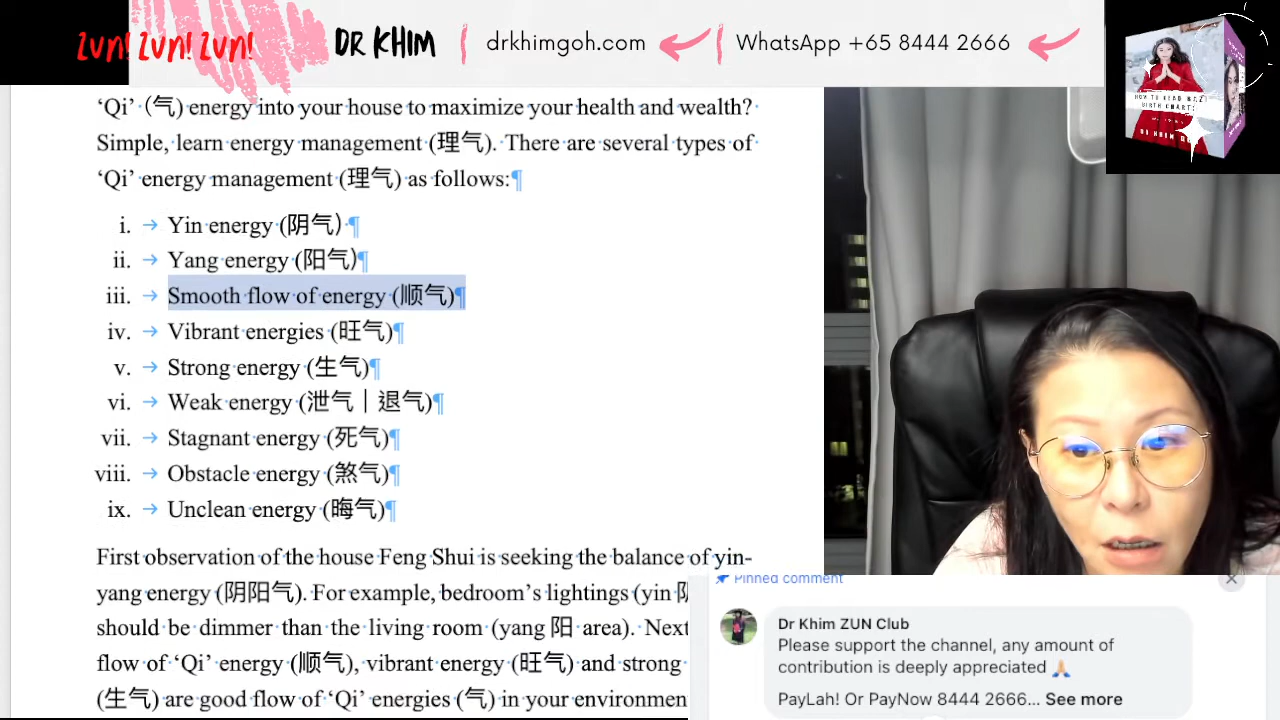 ZUN! ZUN! ZUN!
DR KHIM
drkhimgoh.com
WhatsApp +65 8444 2666
HOW TO READ
BIRTH CHART:
‘Qi’ (气) energy into your house to maximize your health and wealth?
Simple, learn energy management (理气). There are several types of
‘Qi’ energy management (理气) as follows:
i. Yin energy (阴气)
ii. Yang energy (阳气)
iii. Smooth flow of energy (顺气)
iv. Vibrant energies (旺气)
v. Strong energy (生气)
vi. Weak energy (泄气｜退气)
vii. Stagnant energy (死气)
viii. Obstacle energy (煞气)
ix. Unclean energy (晦气)
First observation of the house Feng Shui is seeking the balance of yin-
yang energy (阴阳气). For example, bedroom’s lightings (yin
should be dimmer than the living room (yang 阳 area). Next
flow of ‘Qi’ energy (顺气), vibrant energy (旺气) and strong
(生气) are good flow of ‘Qi’ energies (气) in your environmen
Pinned comment
Dr Khim ZUN Club
Please support the channel, any amount of
contribution is deeply appreciated 🙏🏼
PayLah! Or PayNow 8444 2666... See more